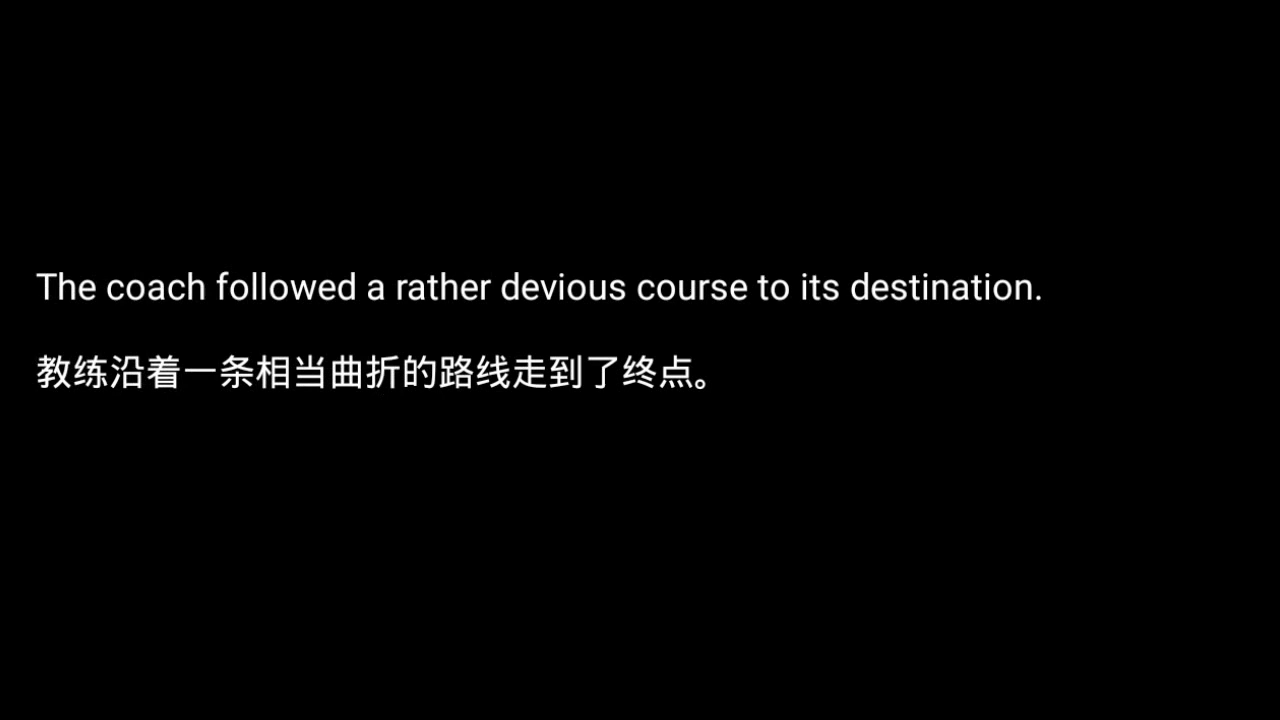 The coach followed a rather devious course to its destination.
教练沿着一条相当曲折的路线走到了终点。